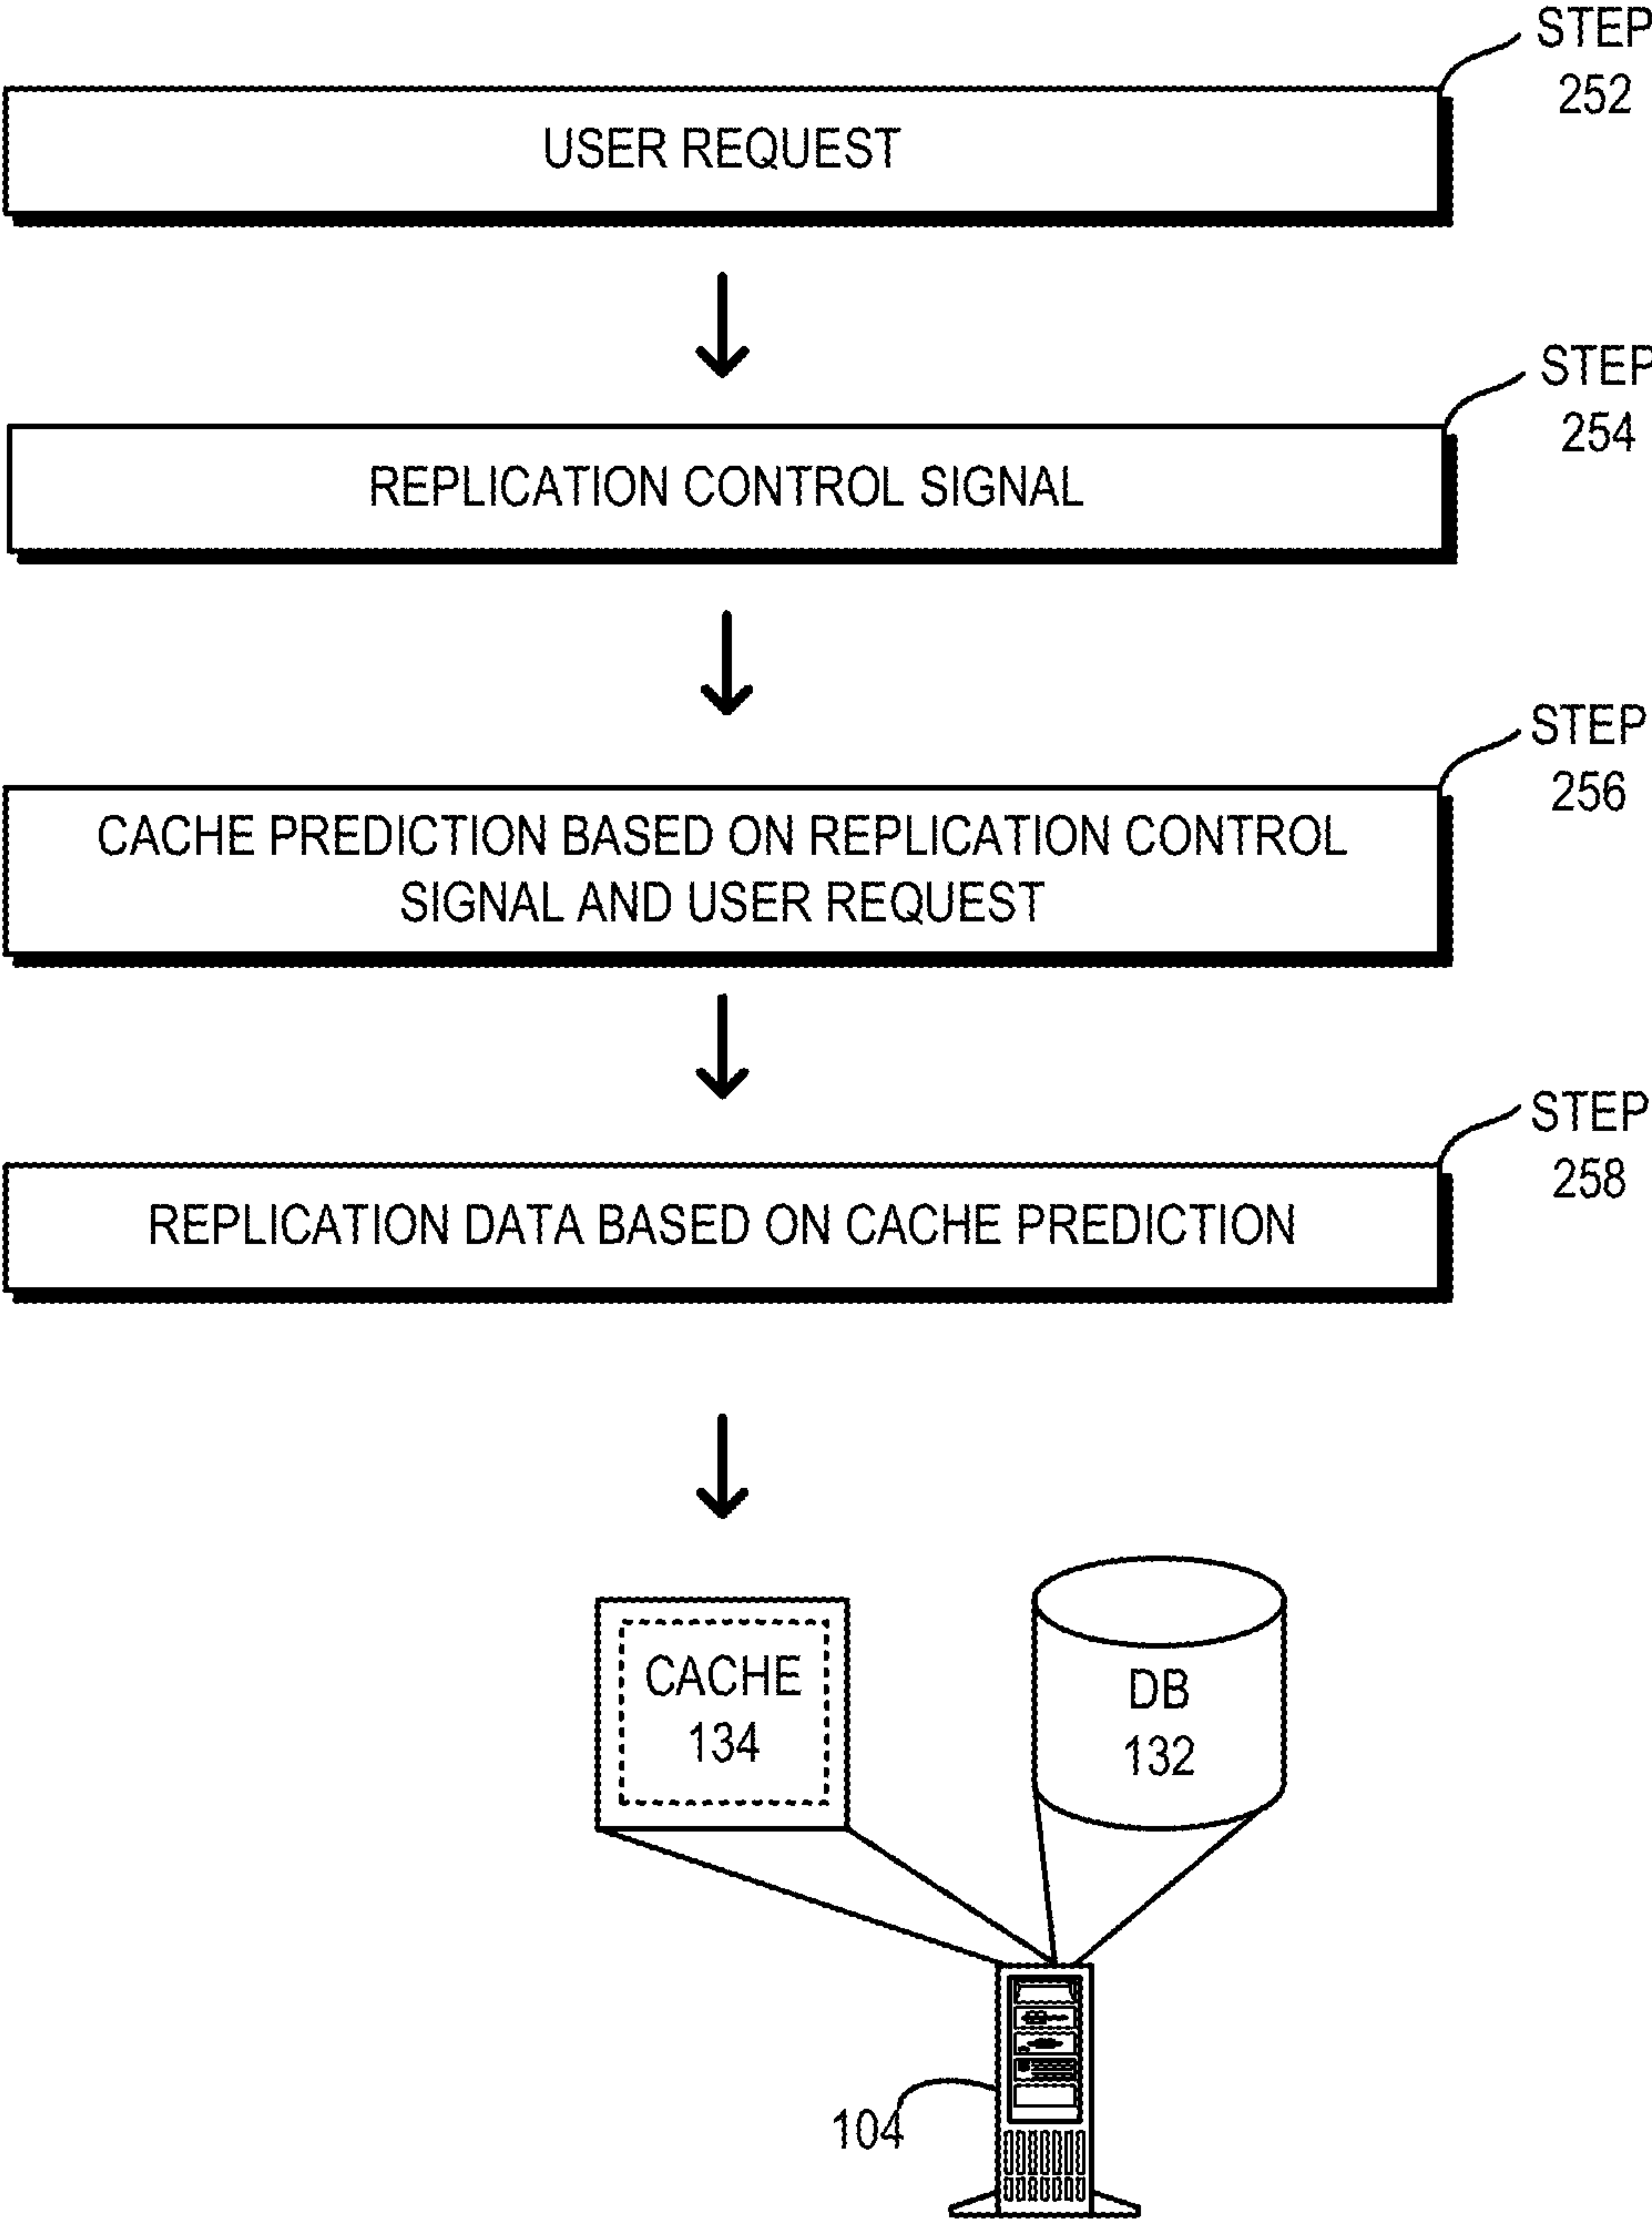 STEP
252
USER REQUEST
STEP
254
REPLICATION CONTROL SIGNAL
STEP
256
CACHE PREDICTION BASED ON REPLICATION CONTROL
SIGNAL AND USER REQUEST
STEP
258
REPLICATION DATA BASED ON CACHE PREDICTION
CACHE
134
DB
132
104